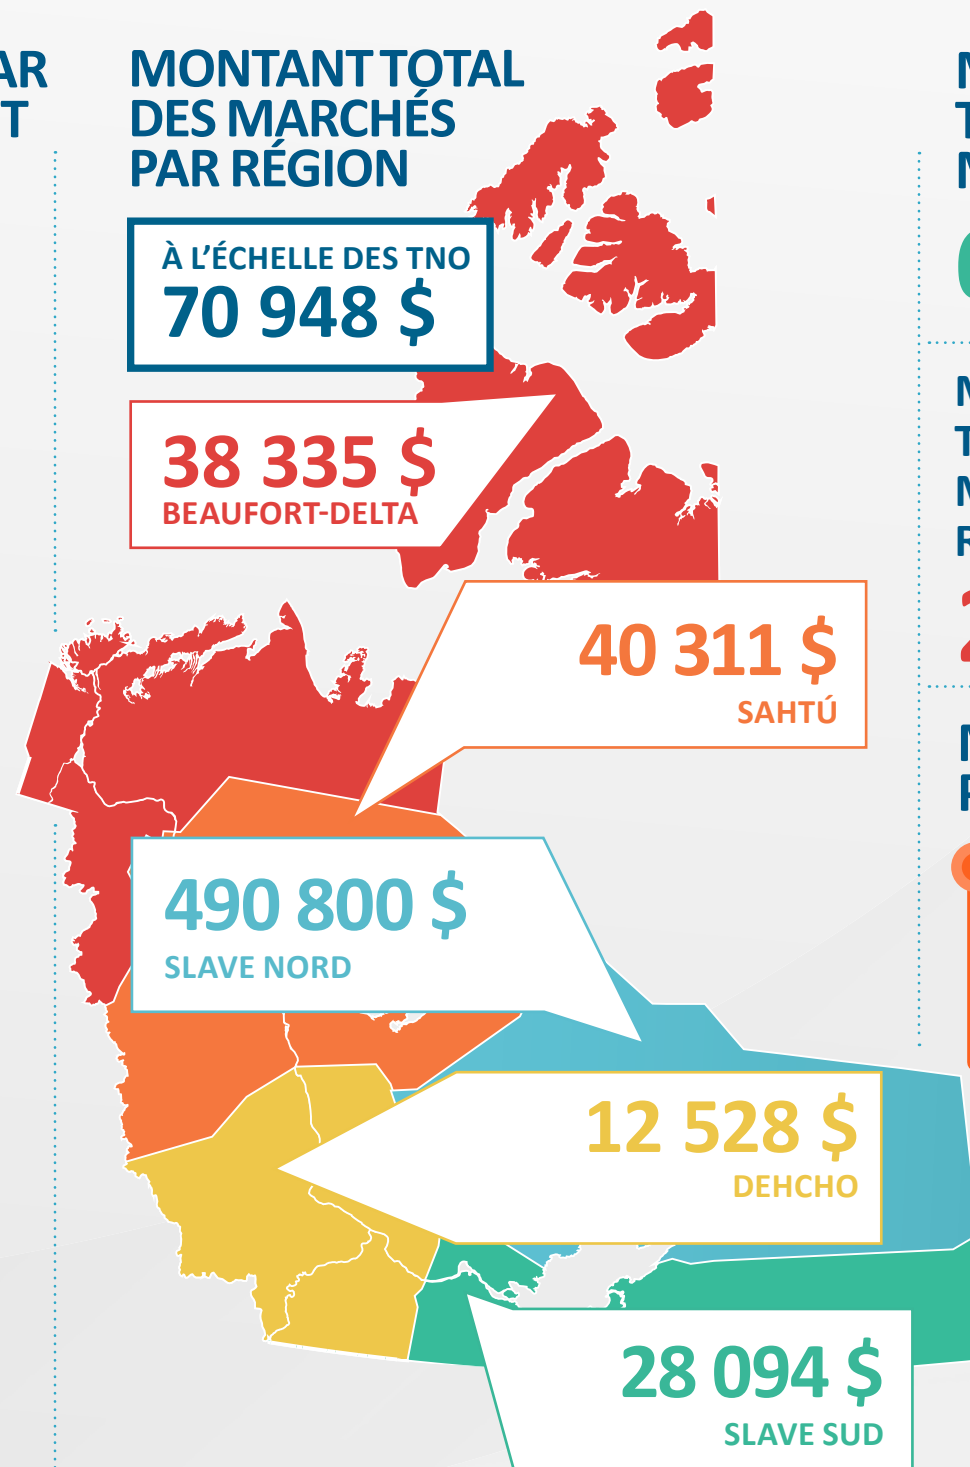 AR
T
MONTANT TOTAL
DES MARCHÉS
PAR RÉGION
À L'ÉCHELLE DES TNO
70 948 $
38 335 $
BEAUFORT-DELTA
40 311 $
SAHTÚ
490 800 $
SLAVE NORD
12 528 $
DEHCHO
28 094 $
SLAVE SUD